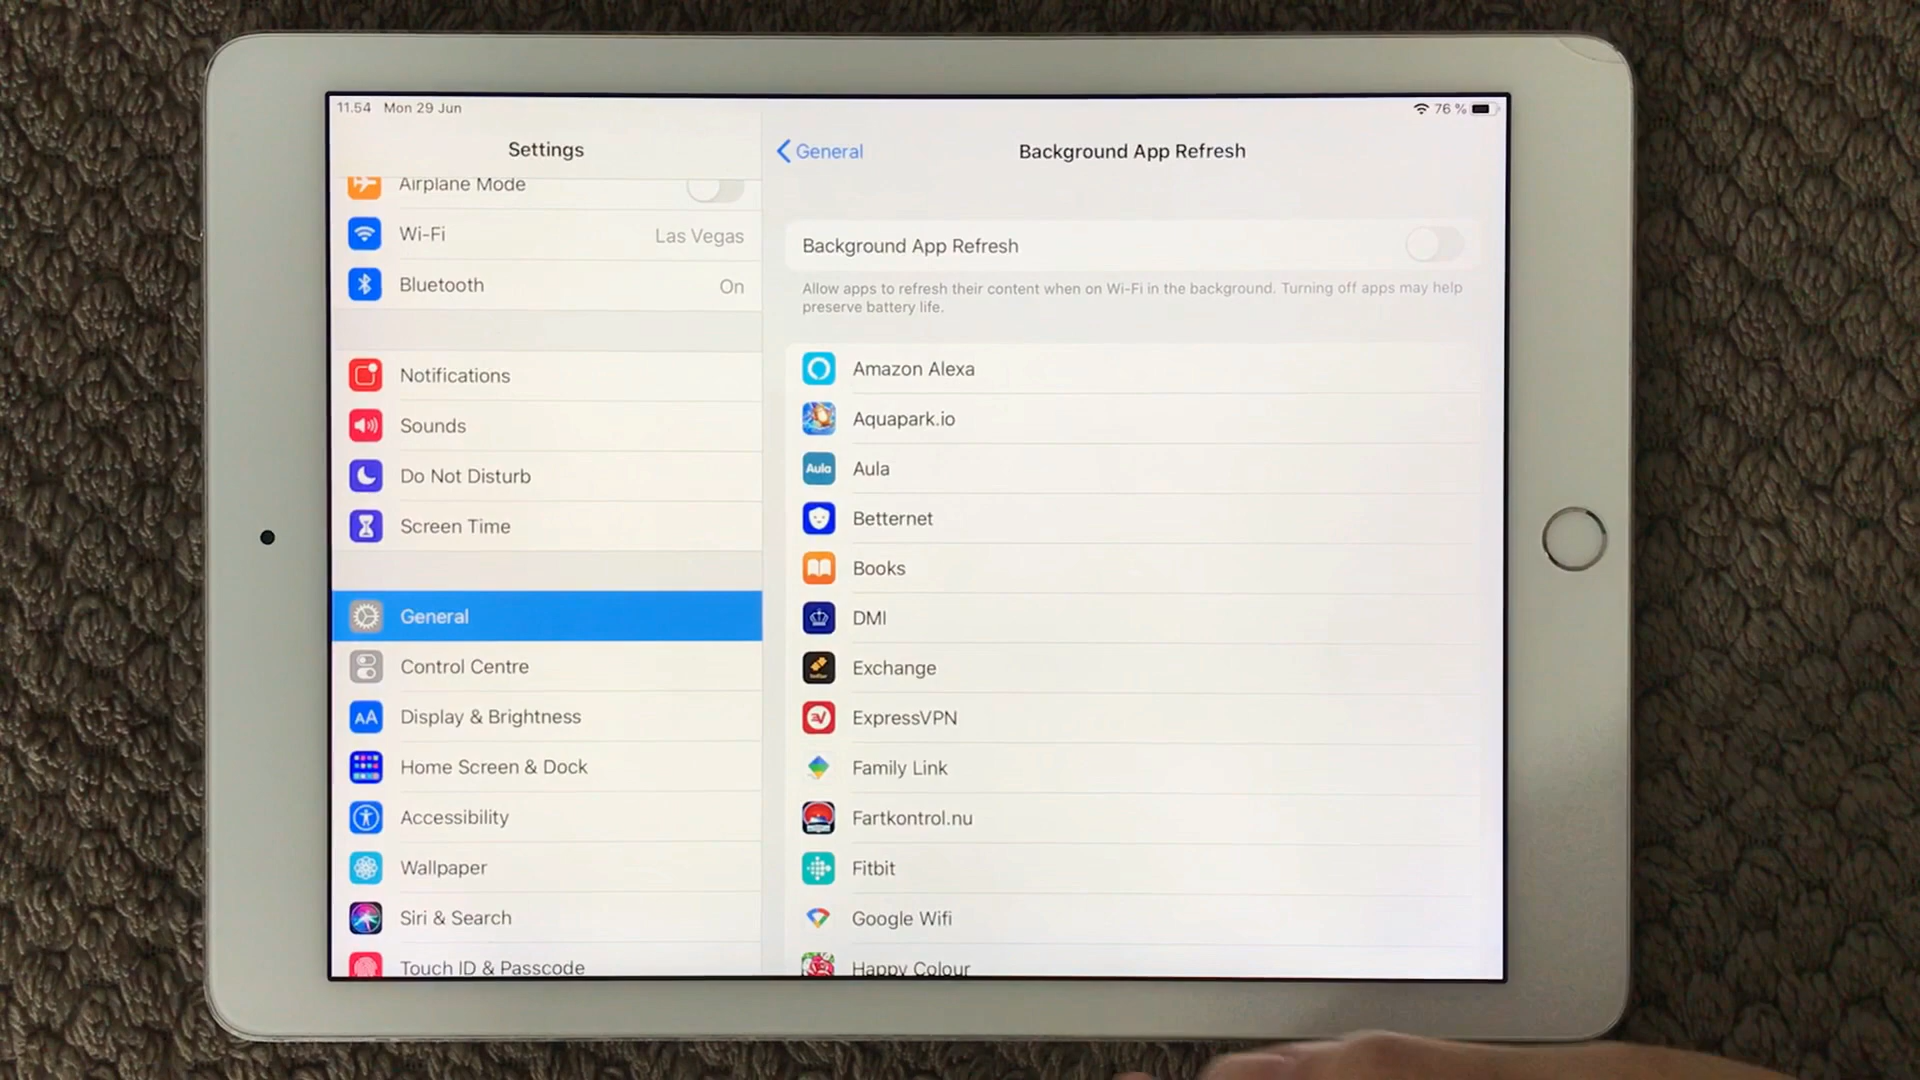 11.54 Mon 29 Jun
76 %
Settings
Airplane Mode
Wi-Fi
Las Vegas
Bluetooth
On
Notifications
Sounds
Do Not Disturb
Screen Time
General
Control Centre
AA
Display & Brightness
Home Screen & Dock
Accessibility
Wallpaper
Siri & Search
Touch ID & Passcode
General
Background App Refresh
Background App Refresh
Allow apps to refresh their content when on Wi-Fi in the background. Turning off apps may help
preserve battery life.
Amazon Alexa
Aquapark.io
Aula
Aula
Betternet
Books
DMI
Exchange
ExpressVPN
Family Link
Fartkontrol.nu
Fitbit
Google Wifi
Happy Colour